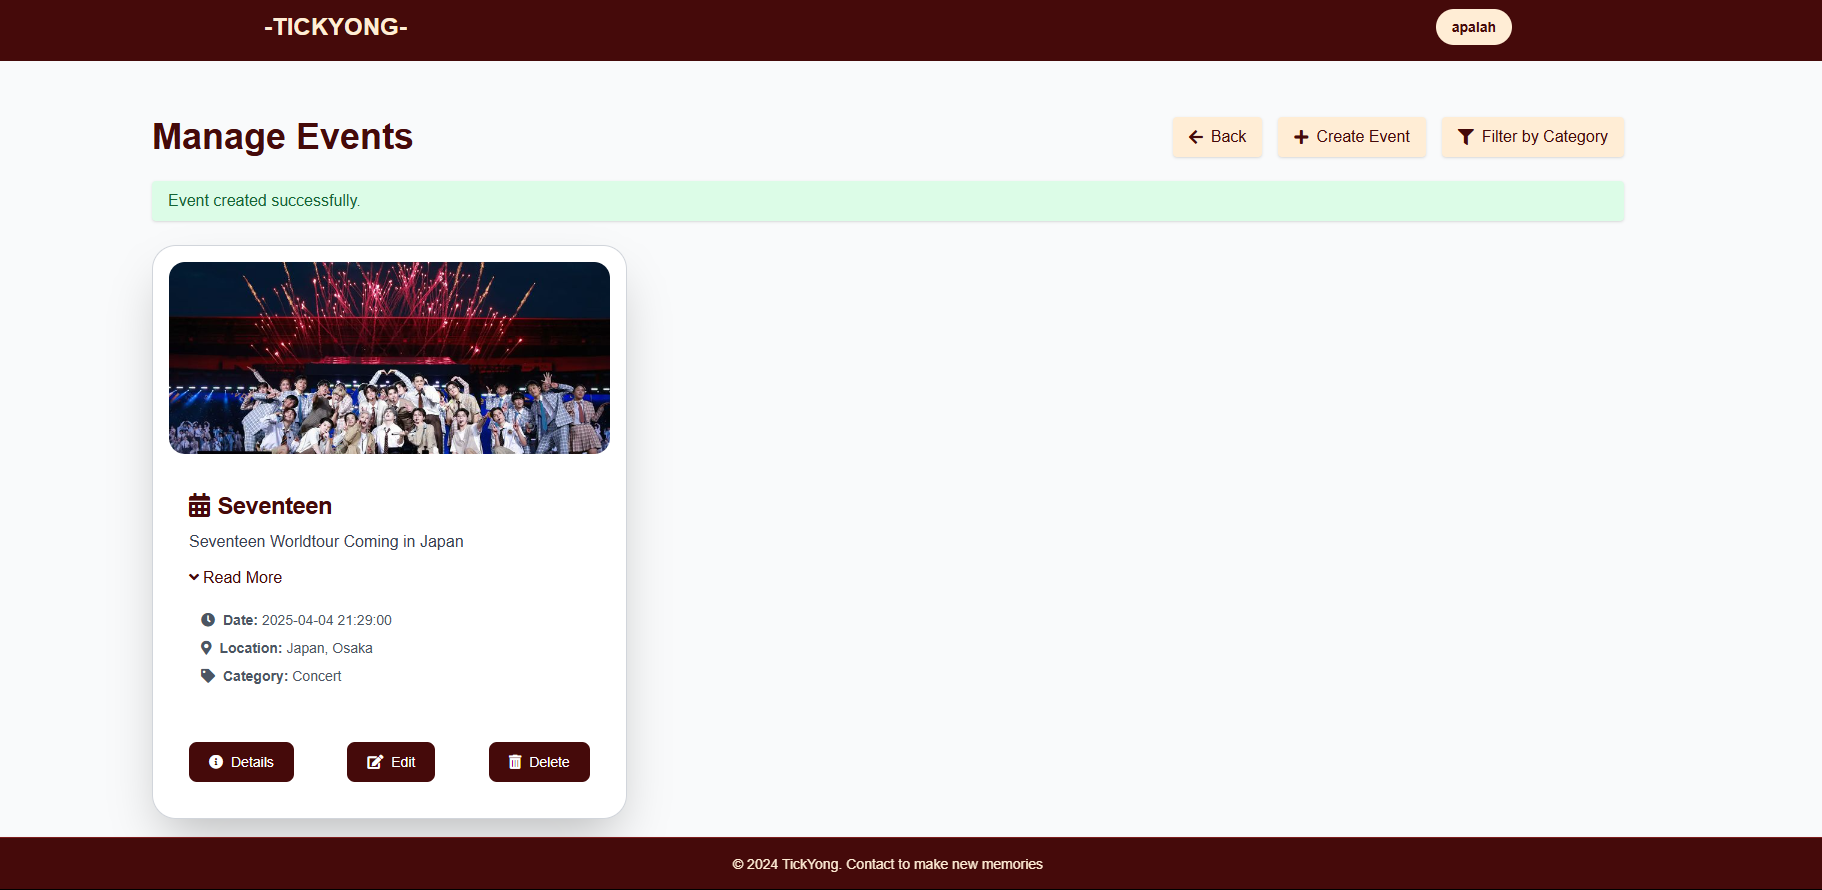 -TICKYONG-
apalah
Manage Events
Back
Create Event
Filter by Category
Event created successfully.
Seventeen
Seventeen Worldtour Coming in Japan
Read More
Date: 2025-04-04 21:29:00
Location: Japan, Osaka
Category: Concert
Details
Edit
Delete
© 2024 TickYong. Contact to make new memories